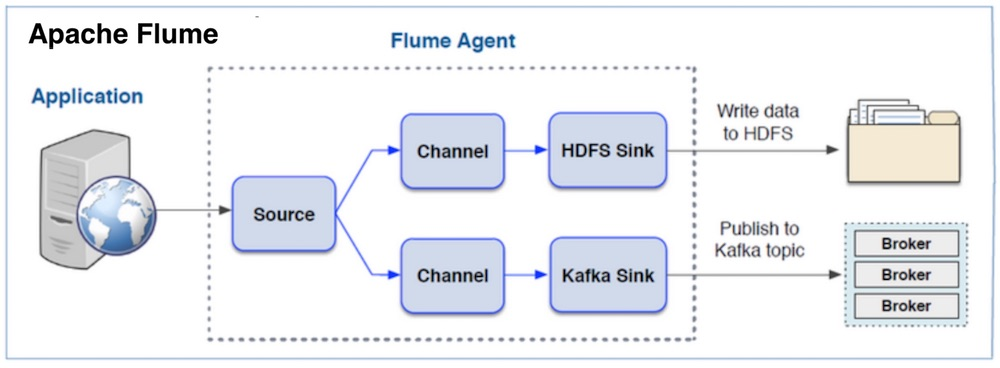 Apache Flume
Flume Agent
Application
Source
Channel
HDFS Sink
Write data
to HDFS
Channel
Kafka Sink
Publish to
Kafka topic
Broker
Broker
Broker